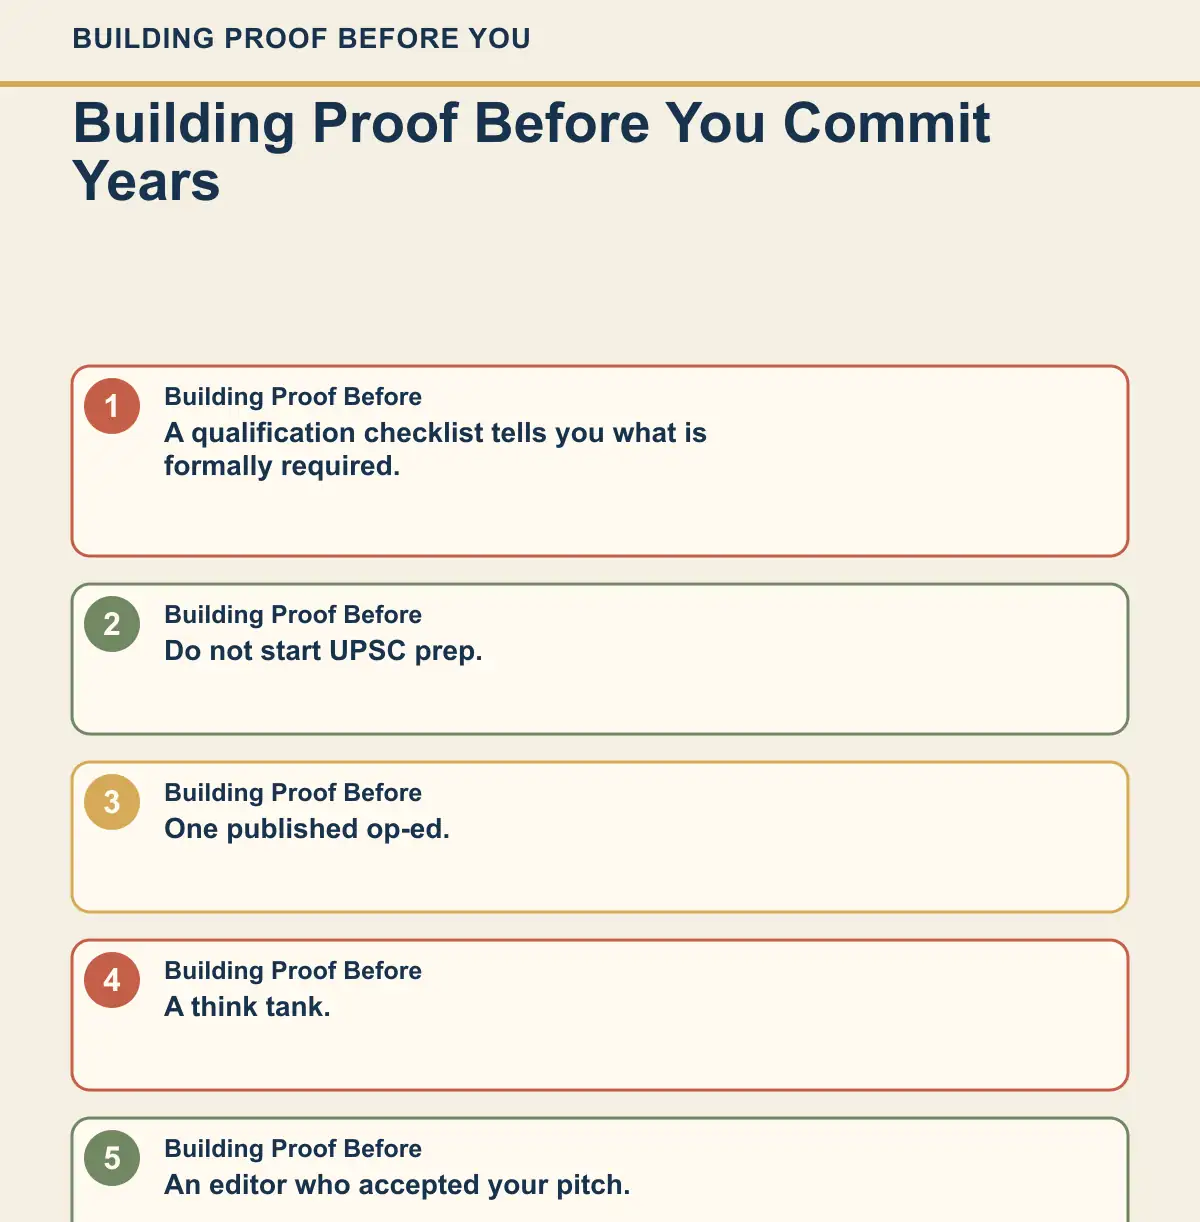 BUILDING PROOF BEFORE YOU
Building Proof Before You Commit
Years
1
Building Proof Before
A qualification checklist tells you what is
formally required.
2
Building Proof Before
Do not start UPSC prep.
3
Building Proof Before
One published op-ed.
4
Building Proof Before
A think tank.
5
Building Proof Before
An editor who accepted your pitch.